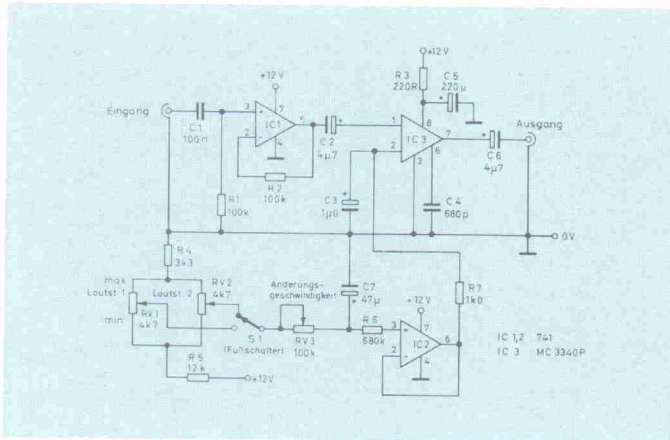 +12V
R3
220R
C5
220µ
+12V
Eingang
C1
100n
3
2
7
IC1
4
C2
4µ7
R2
100k
1
2
8
IC3
3
6
7
Ausgang
C6
4µ7
R1
100k
C3
1µ0
C4
680p
0V
R4
3k3
max
Lautst. 1
RV1
4k7
min.
RV2
4k7
Lautst. 2
S1
(Fußschalter)
Änderungs-
geschwindigkeit
RV3
100k
C7
47µ
R6
680k
+12V
3
2
7
IC2
6
4
R7
1k0
R5
12k
+12V
IC 1,2 741
IC 3 MC 3340P